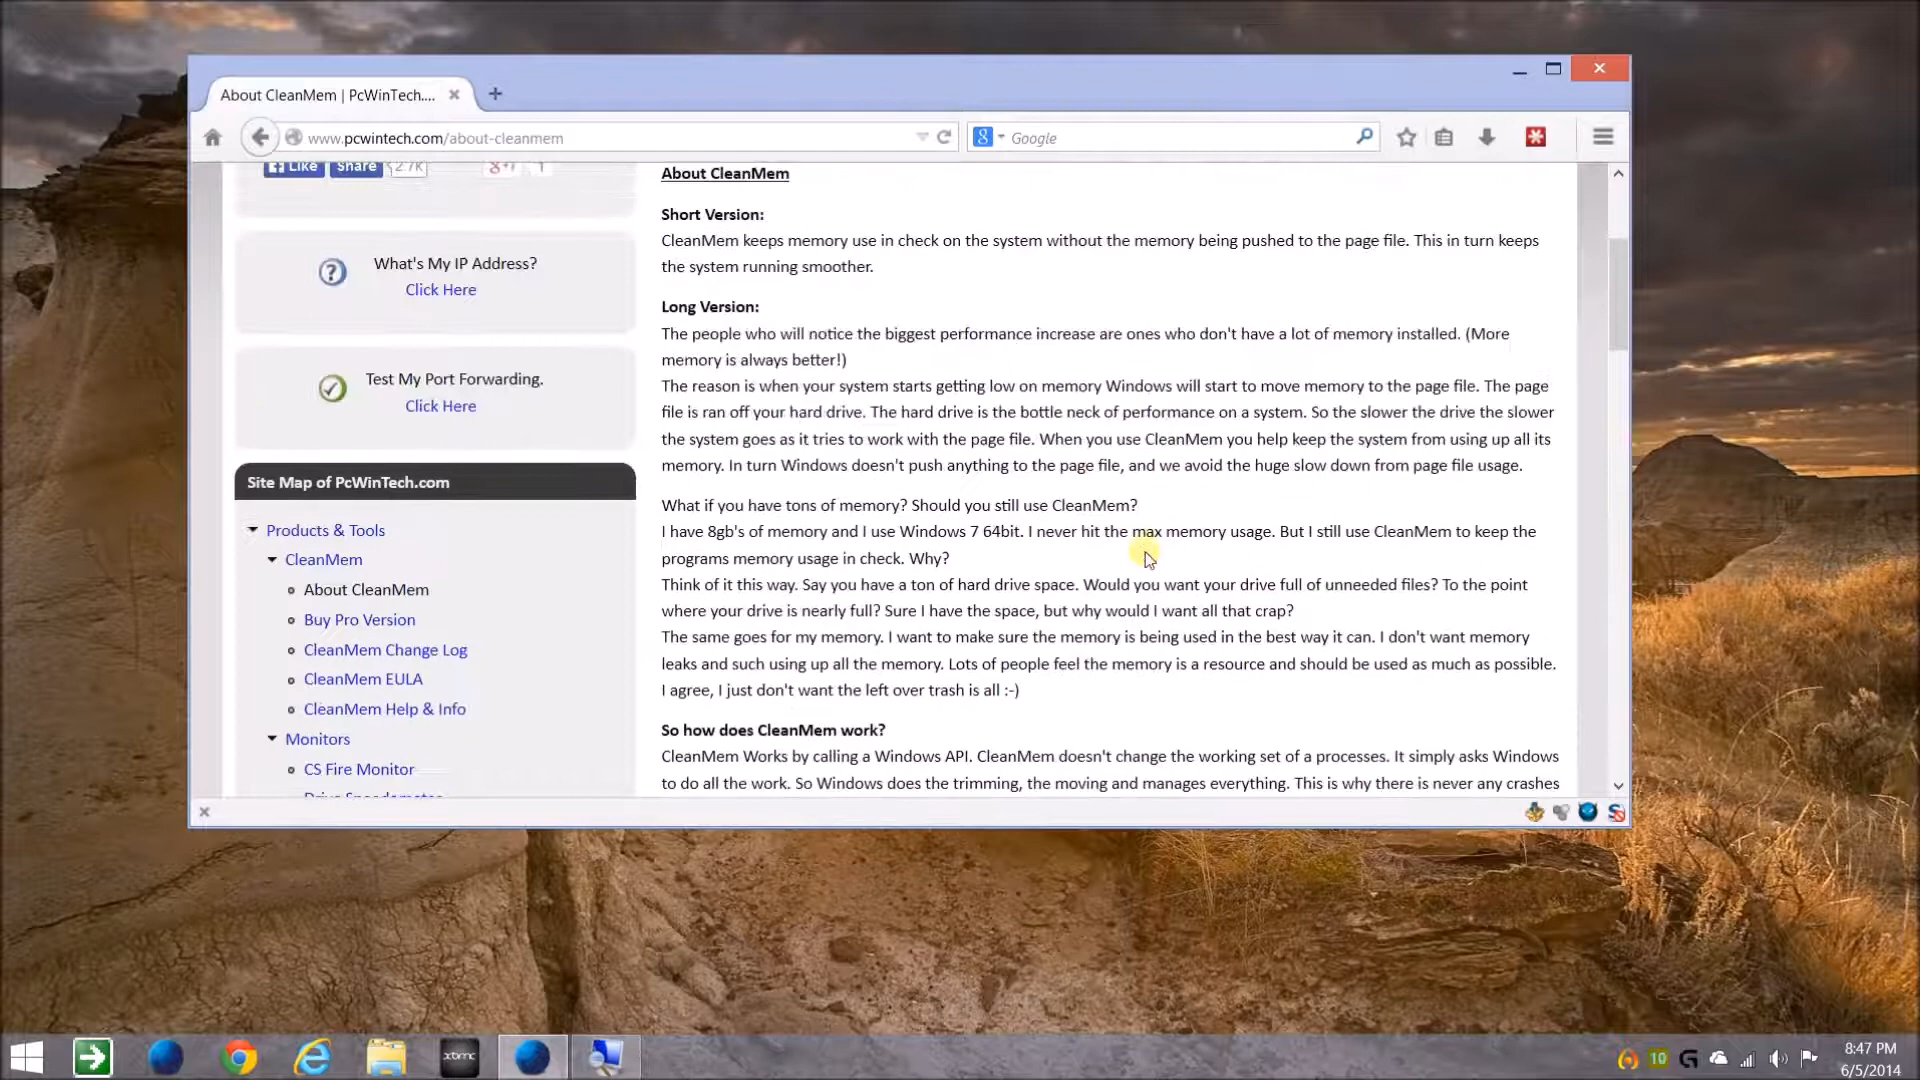 About CleanMem | PcWinTech....
www.pcwintech.com/about-cleanmem
Google
Like
Share
2.7K
1
What's My IP Address?
Click Here
Test My Port Forwarding.
Click Here
Site Map of PcWinTech.com
Products & Tools
CleanMem
About CleanMem
Buy Pro Version
CleanMem Change Log
CleanMem EULA
CleanMem Help & Info
Monitors
CS Fire Monitor
Drive Speedometer
About CleanMem
Short Version:
CleanMem keeps memory use in check on the system without the memory being pushed to the page file. This in turn keeps
the system running smoother.
Long Version:
The people who will notice the biggest performance increase are ones who don't have a lot of memory installed. (More
memory is always better!)
The reason is when your system starts getting low on memory Windows will start to move memory to the page file. The page
file is ran off your hard drive. The hard drive is the bottle neck of performance on a system. So the slower the drive the slower
the system goes as it tries to work with the page file. When you use CleanMem you help keep the system from using up all its
memory. In turn Windows doesn't push anything to the page file, and we avoid the huge slow down from page file usage.
What if you have tons of memory? Should you still use CleanMem?
I have 8gb's of memory and I use Windows 7 64bit. I never hit the max memory usage. But I still use CleanMem to keep the
programs memory usage in check. Why?
Think of it this way. Say you have a ton of hard drive space. Would you want your drive full of unneeded files? To the point
where your drive is nearly full? Sure I have the space, but why would I want all that crap?
The same goes for my memory. I want to make sure the memory is being used in the best way it can. I don't want memory
leaks and such using up all the memory. Lots of people feel the memory is a resource and should be used as much as possible.
I agree, I just don't want the left over trash is all :-)
So how does CleanMem work?
CleanMem Works by calling a Windows API. CleanMem doesn't change the working set of a processes. It simply asks Windows
to do all the work. So Windows does the trimming, the moving and manages everything. This is why there is never any crashes
xbmc
10
8:47 PM
6/5/2014